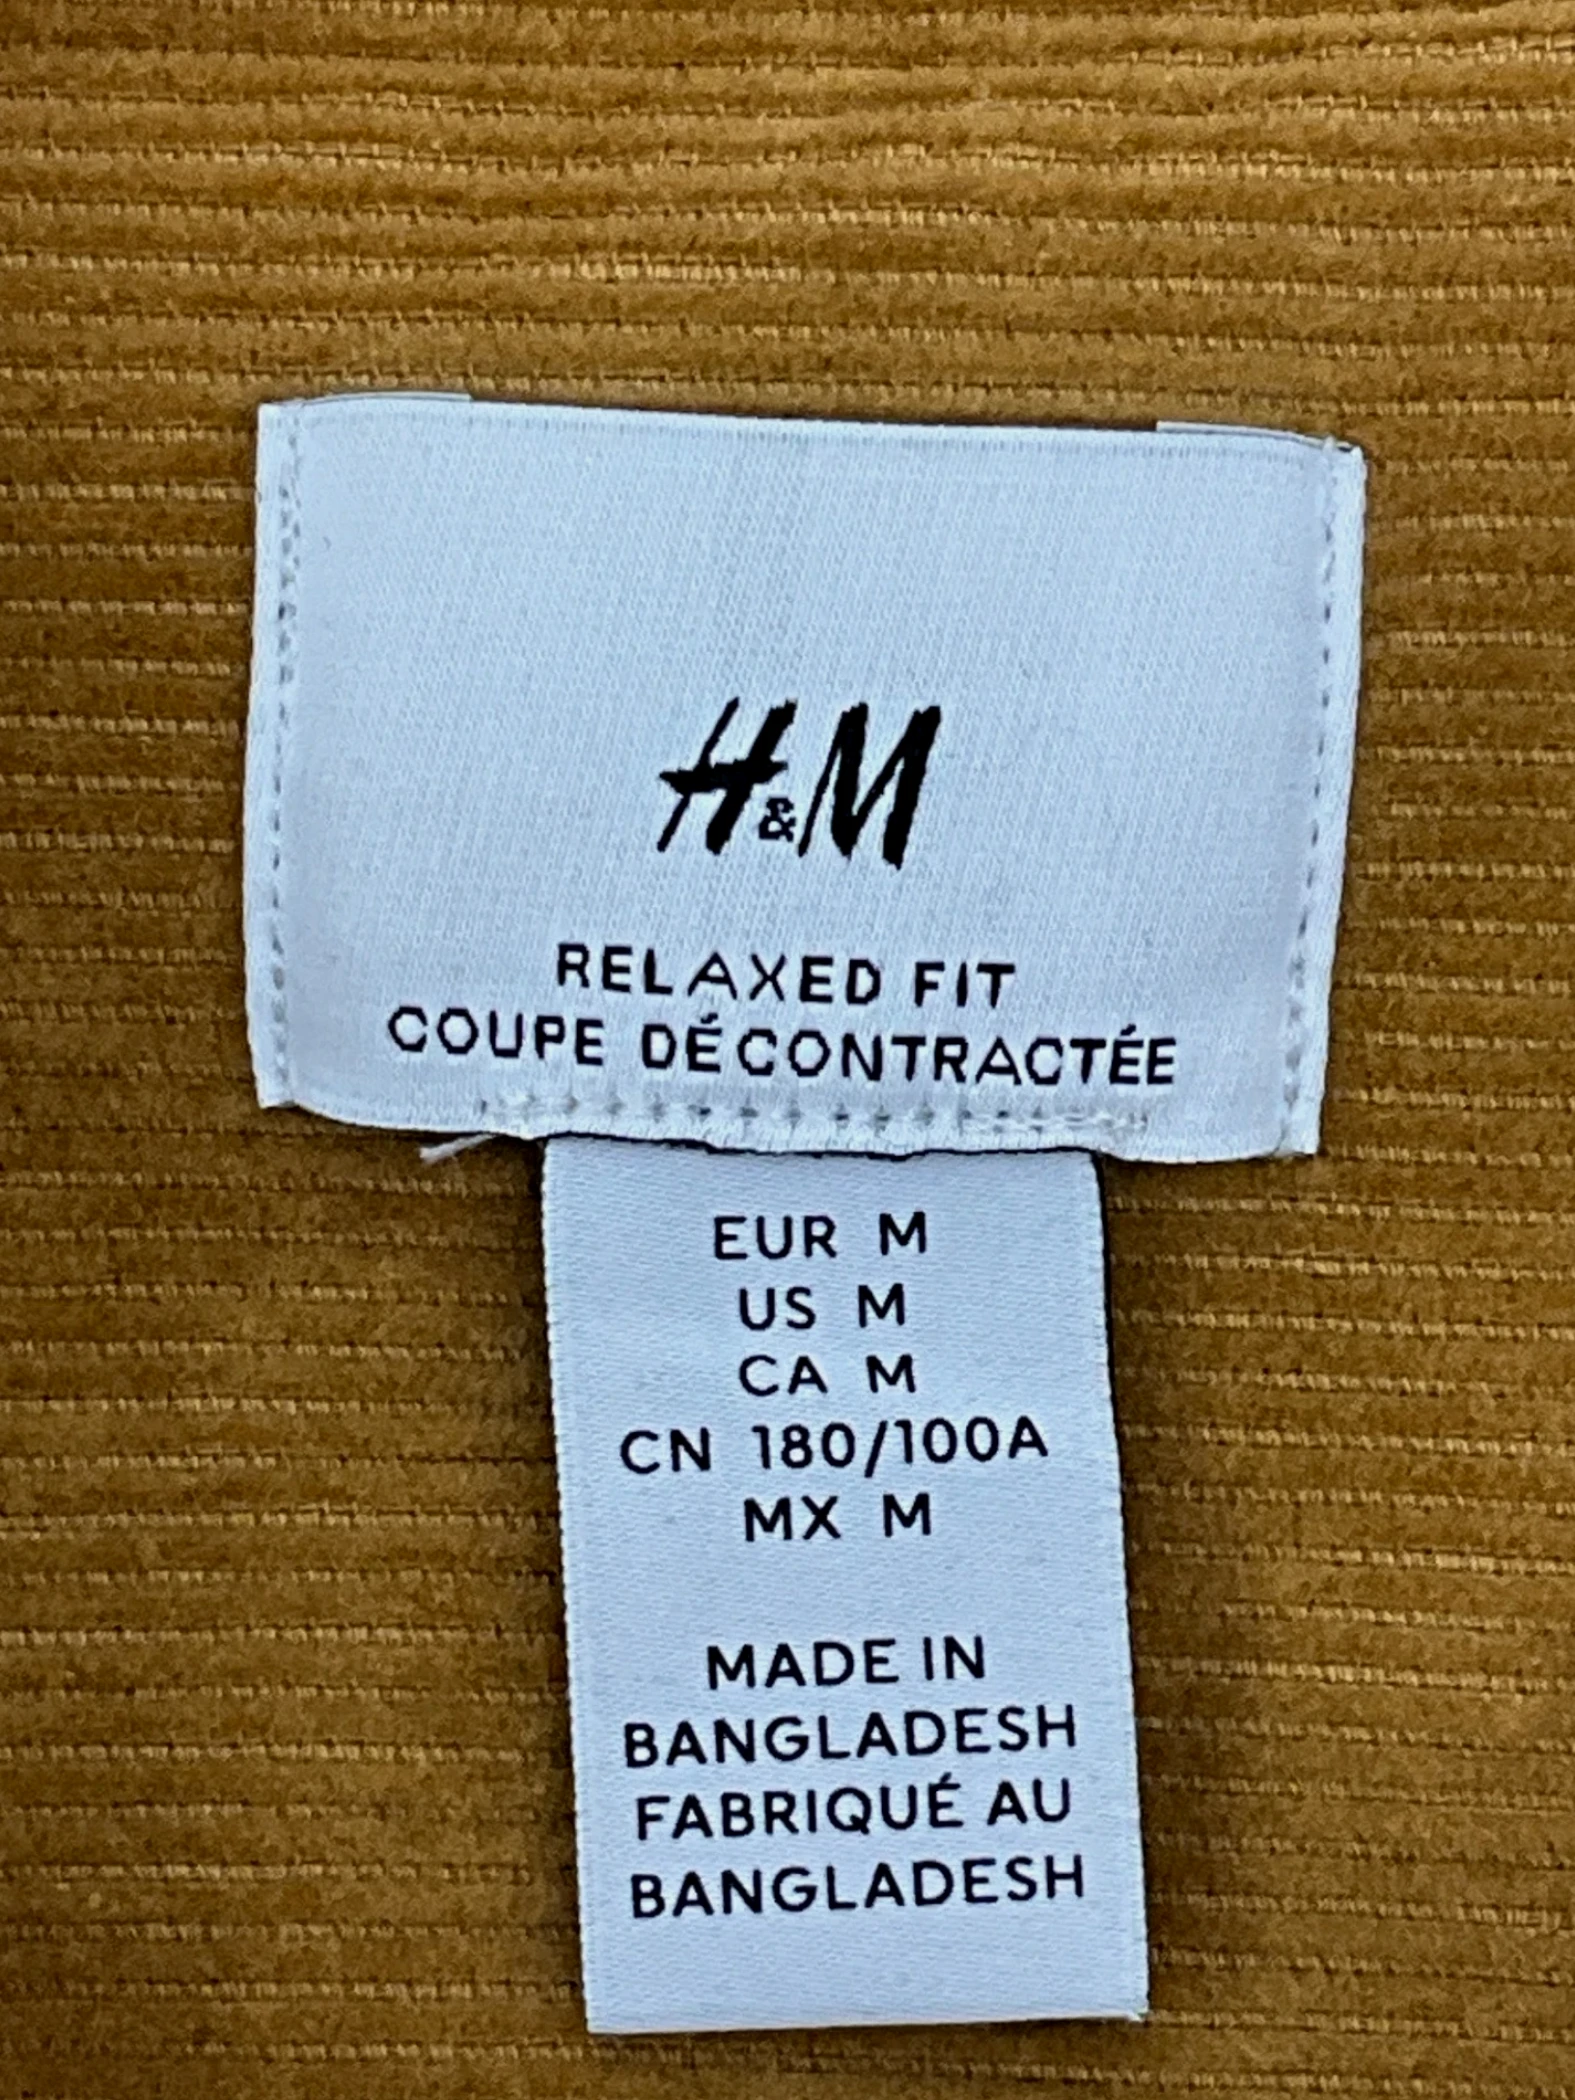 H&M
RELAXED FIT
COUPE DÉCONTRACTÉE
EUR M
US M
CA M
CN 180/100A
MX M
MADE IN
BANGLADESH
FABRIQUÉ AU
BANGLADESH